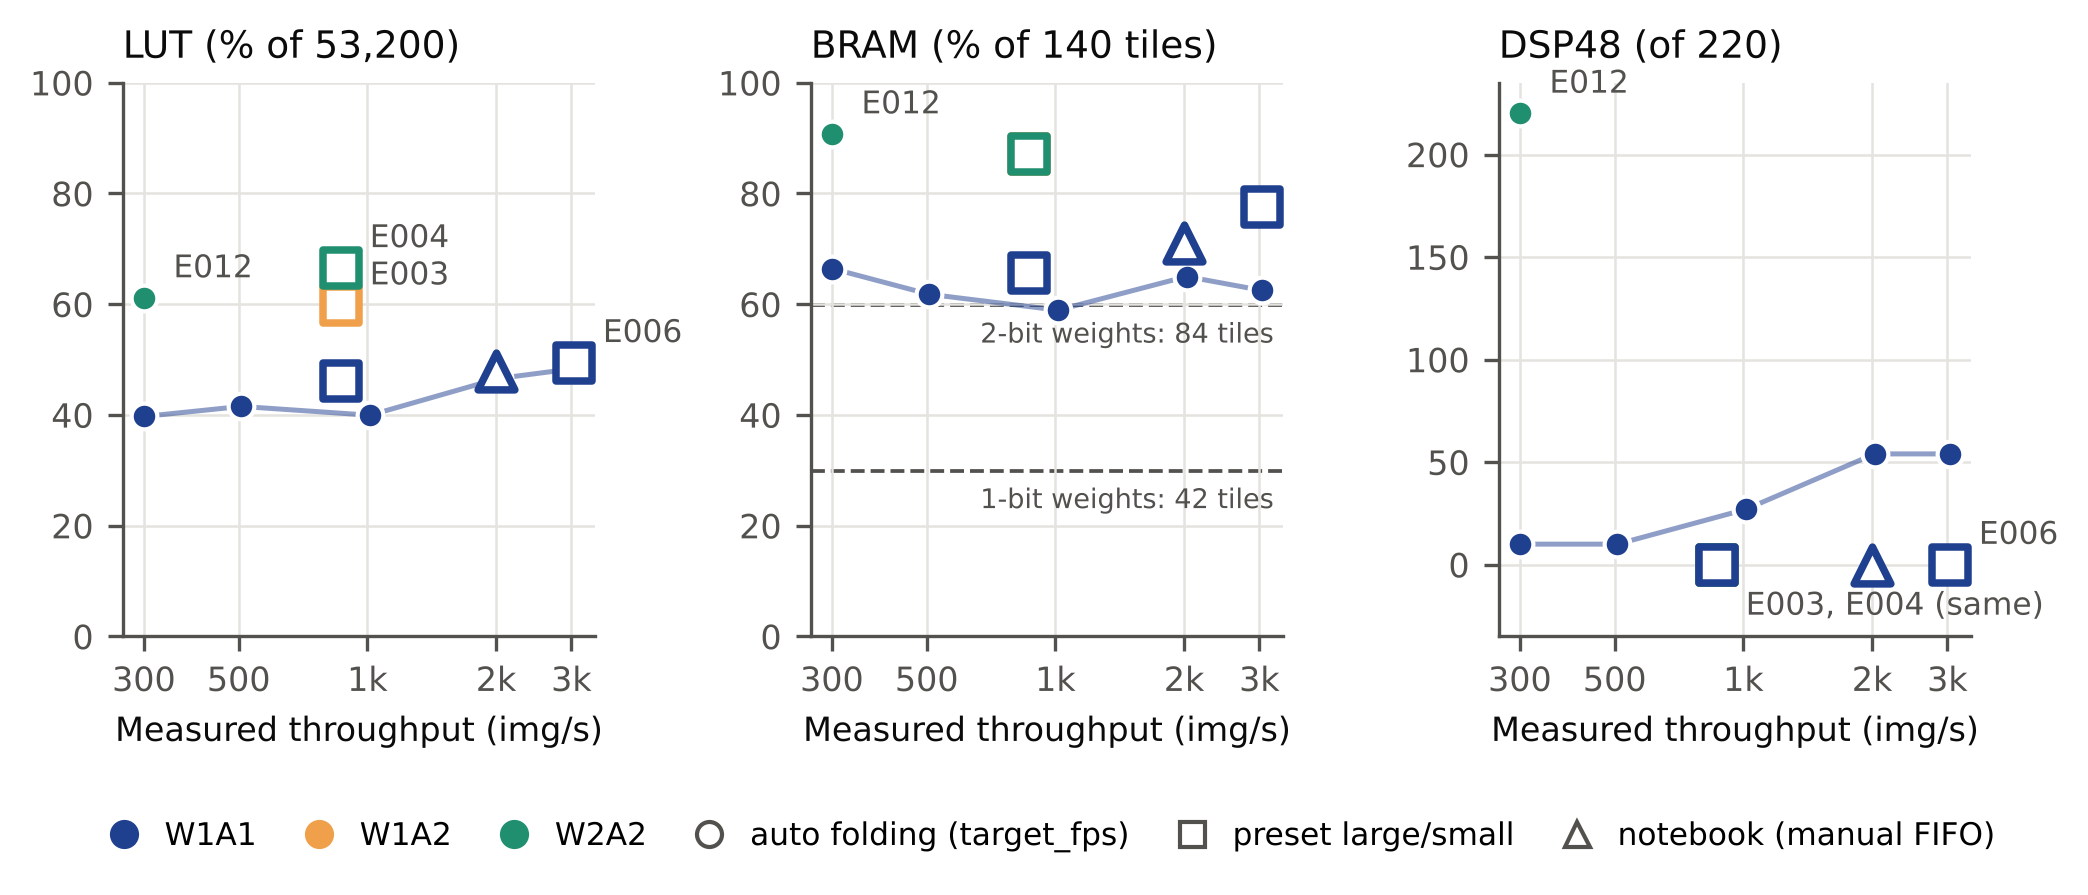 LUT (% of 53,200)
100
80
60
40
20
0
E012
E004
E003
E006
300 500 1k 2k 3k
Measured throughput (img/s)
BRAM (% of 140 tiles)
100
80
60
40
20
0
E012
2-bit weights: 84 tiles
1-bit weights: 42 tiles
300 500 1k 2k 3k
Measured throughput (img/s)
DSP48 (of 220)
E012
200
150
100
50
0
E006
E003, E004 (same)
300 500 1k 2k 3k
Measured throughput (img/s)
W1A1 W1A2 W2A2 auto folding (target_fps) preset large/small notebook (manual FIFO)